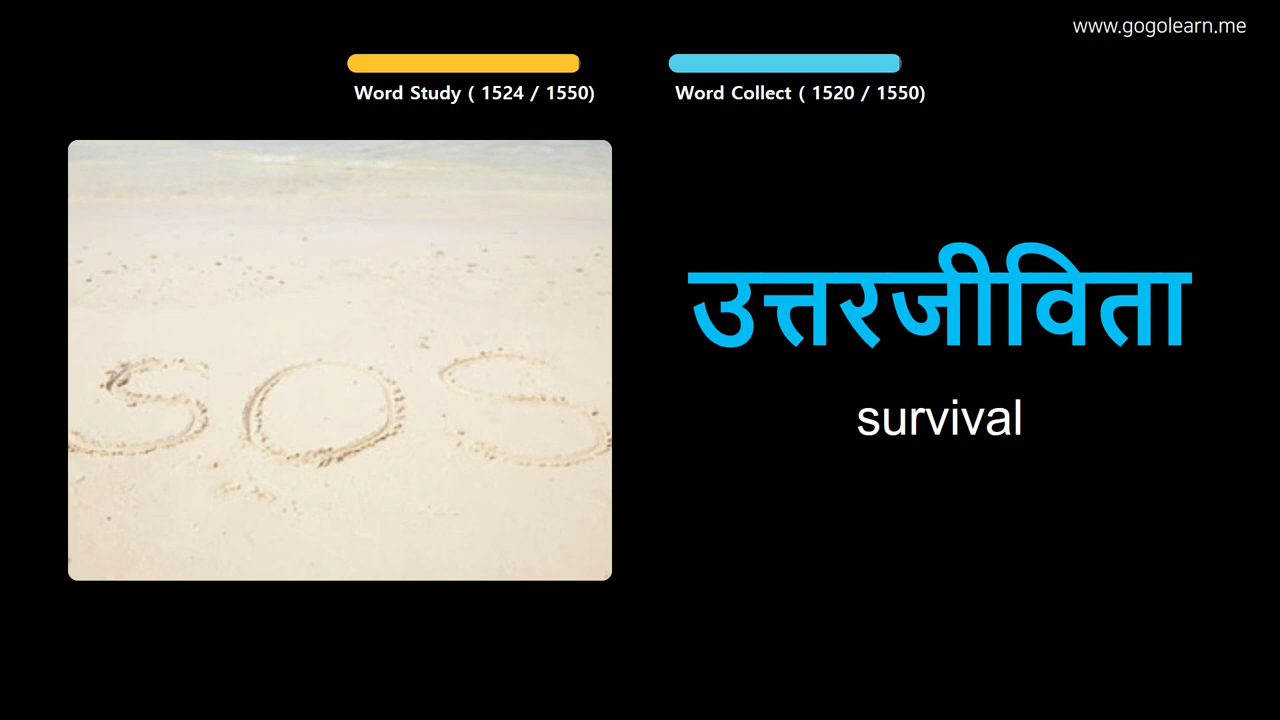 www.gogolearn.me
Word Study ( 1524 / 1550)
Word Collect ( 1520 / 1550)
SOS
उत्तरजीविता
survival